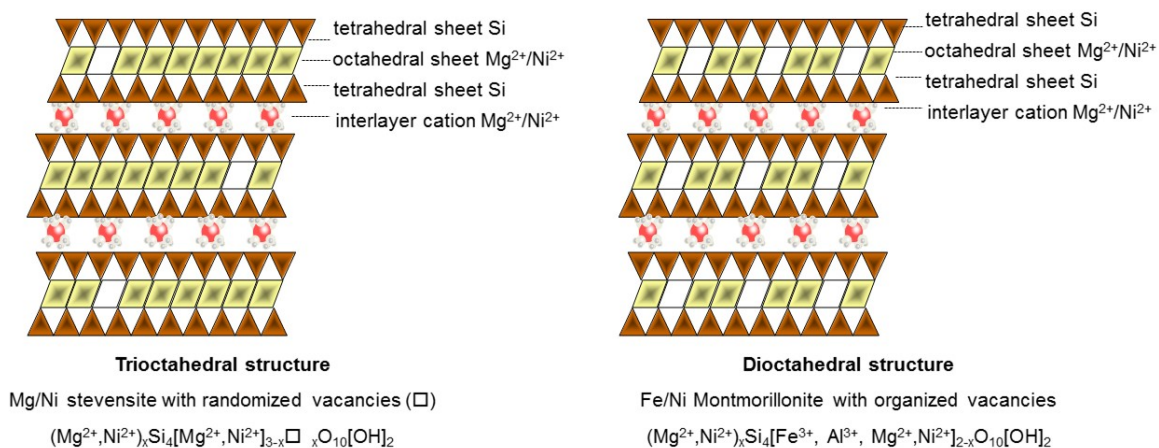 tetrahedral sheet Si
octahedral sheet Mg²⁺/Ni²⁺
tetrahedral sheet Si
interlayer cation Mg²⁺/Ni²⁺
Trioctahedral structure
Mg/Ni stevensite with randomized vacancies (☐)
(Mg²⁺,Ni²⁺)ₓSi₄[Mg²⁺,Ni²⁺]₃₋ₓ☐ ₓO₁₀[OH]₂
tetrahedral sheet Si
octahedral sheet Mg²⁺/Ni²⁺
tetrahedral sheet Si
interlayer cation Mg²⁺/Ni²⁺
Dioctahedral structure
Fe/Ni Montmorillonite with organized vacancies
(Mg²⁺,Ni²⁺)ₓSi₄[Fe³⁺, Al³⁺, Mg²⁺,Ni²⁺]₂₋ₓO₁₀[OH]₂